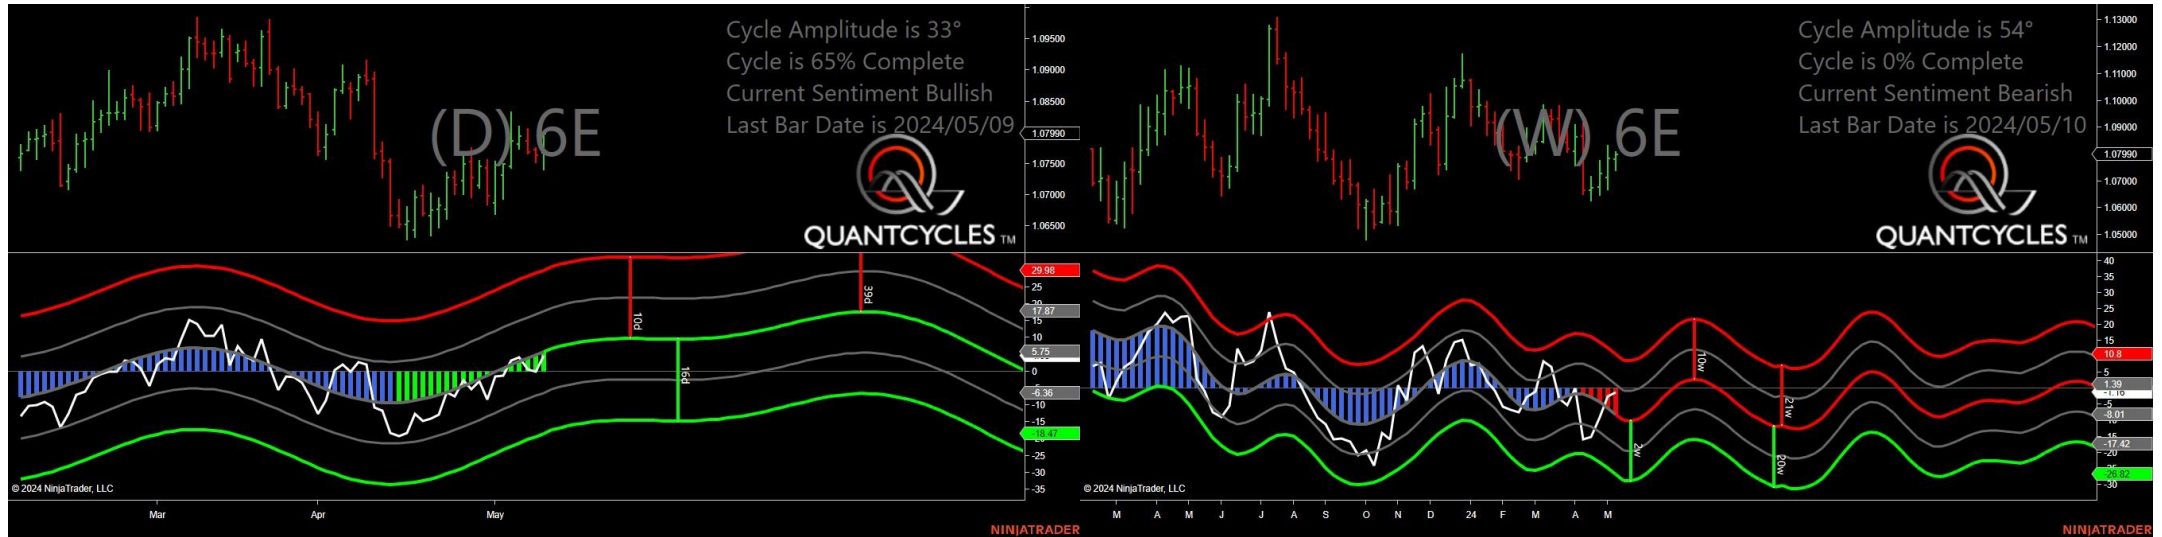 Cycle Amplitude is 33°
Cycle is 65% Complete
Current Sentiment Bullish
Last Bar Date is 2024/05/09
(D) 6E
QUANTCYCLES TM
1.09500
1.09000
1.08500
1.07990
1.07500
1.07000
1.06500
29.98
25
20
17.87
15
10
5.75
0
-5
-6.36
-10
-15
-18.47
-25
-30
-35
10d
16d
39d
© 2024 NinjaTrader, LLC
Mar Apr May
NINJATRADER
Cycle Amplitude is 54°
Cycle is 0% Complete
Current Sentiment Bearish
Last Bar Date is 2024/05/10
(W) 6E
QUANTCYCLES TM
1.13000
1.12000
1.11000
1.10000
1.09000
1.07990
1.07000
1.06000
1.05000
40
35
30
25
20
15
10.8
5
1.39
-1.16
-5
-8.01
-15
-17.42
-20
-26.82
-30
10w
2w
21w
20w
© 2024 NinjaTrader, LLC
M A M J J A S O N D 24 F M A M
NINJATRADER